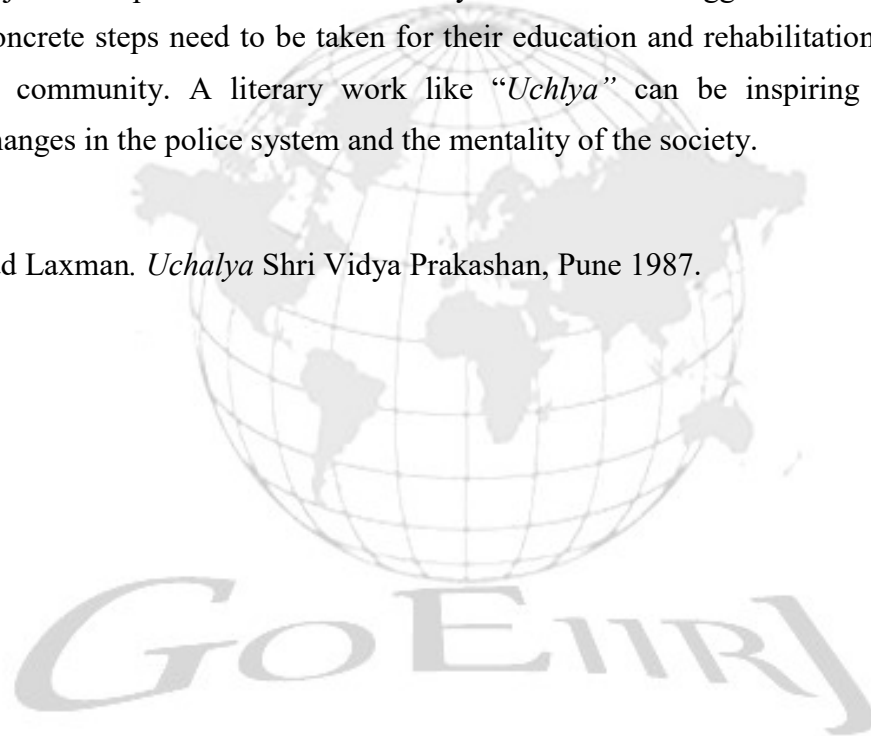 oncrete steps need to be taken for their education and rehabilitation
community. A literary work like “Uchlya” can be inspiring
hanges in the police system and the mentality of the society.
d Laxman. Uchalya Shri Vidya Prakashan, Pune 1987.
GOEIIRJ